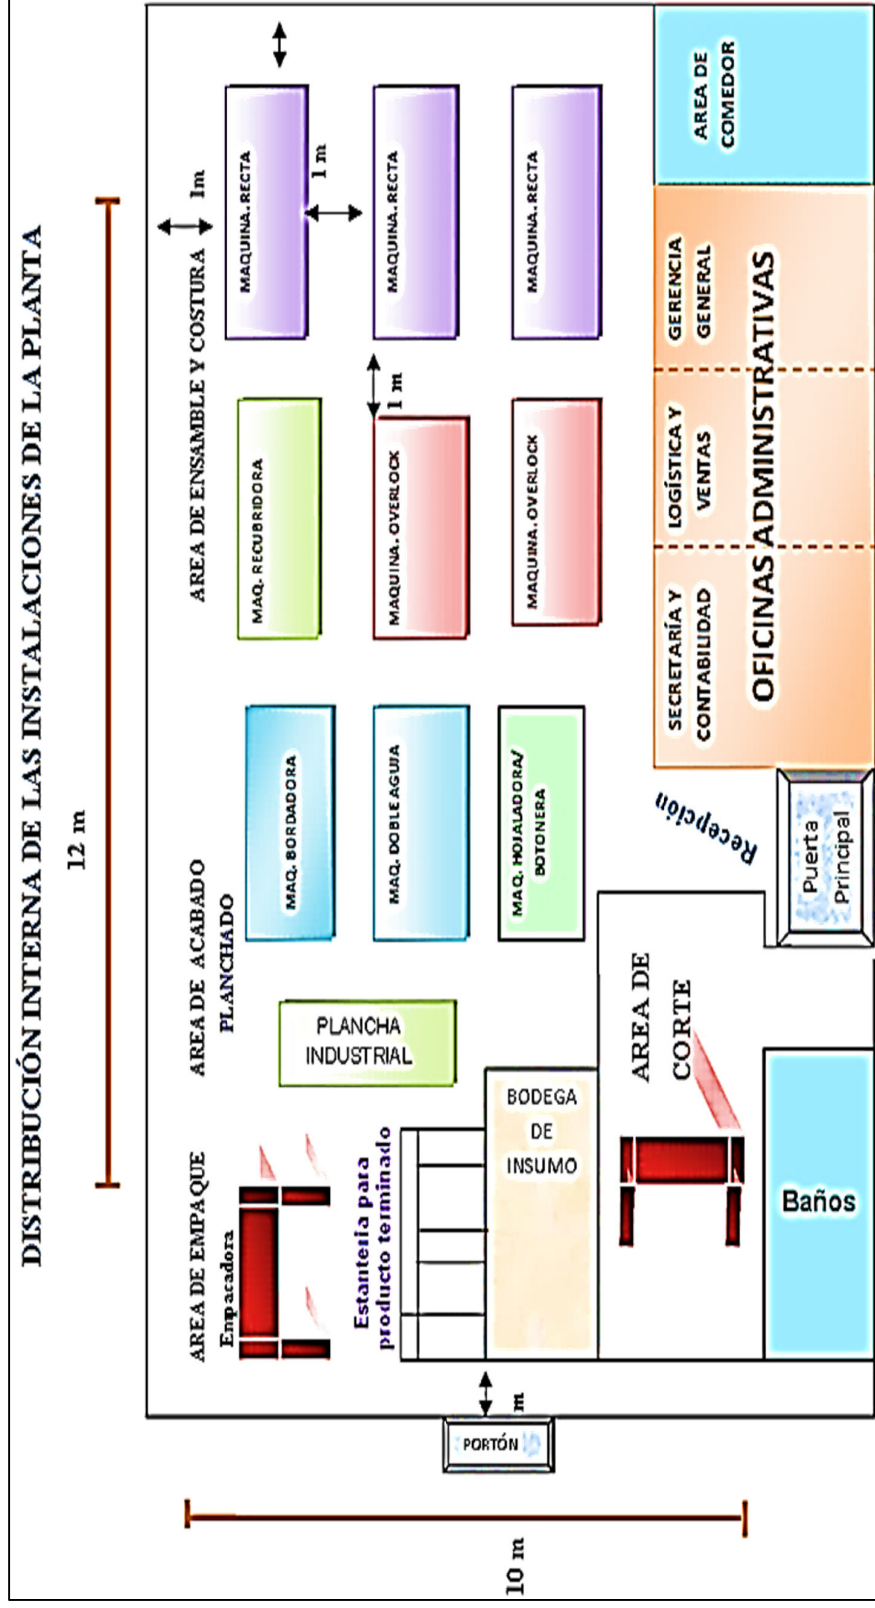 DISTRIBUCIÓN INTERNA DE LAS INSTALACIONES DE LA PLANTA
12 m
10 m
AREA DE EMPAQUE
Empacadora
AREA DE ACABADO
PLANCHADO
AREA DE ENSAMBLE Y COSTURA
1m
MAQ. BORDADORA
MAQ. RECUBRIDORA
MAQUINA. RECTA
1 m
PLANCHA
INDUSTRIAL
Estanteria para
producto terminado
MAQ. DOBLE AGUJA
MAQUINA. OVERLOCK
1 m
MAQUINA. RECTA
PORTÓN
m
BODEGA
DE
INSUMO
MAQ. HOJALADORA/
BOTONERA
MAQUINA. OVERLOCK
MAQUINA. RECTA
AREA DE
CORTE
Recepción
Baños
Puerta
Principal
SECRETARÍA Y
CONTABILIDAD
LOGÍSTICA Y
VENTAS
GERENCIA
GENERAL
OFICINAS ADMINISTRATIVAS
AREA DE
COMEDOR